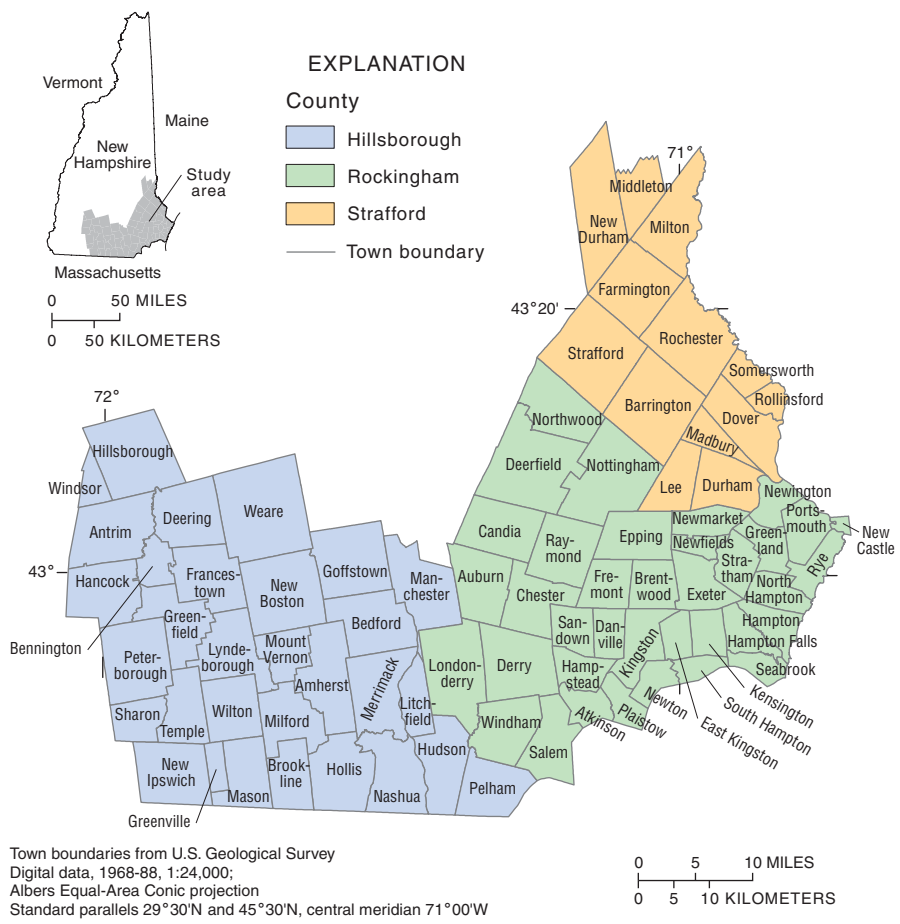 Vermont
Maine
New
Hampshire
Study
area
Massachusetts
0 50 MILES
0 50 KILOMETERS
EXPLANATION
County
Hillsborough
Rockingham
Strafford
Town boundary
71°
Middleton
New
Durham
Milton
Farmington
43°20'
Rochester
Strafford
Somersworth
Rollinsford
Barrington
Dover
Madbury
Lee
Durham
72°
Hillsborough
Windsor
Antrim
Deering
Weare
43°
Hancock
Frances-
town
New
Boston
Goffstown
Man-
chester
Bedford
Bennington
Green-
field
Peter-
borough
Lynde-
borough
Mount
Vernon
Amherst
Merrimack
Litch-
field
Sharon
Temple
Wilton
Milford
Hudson
New
Ipswich
Mason
Brook-
line
Hollis
Nashua
Pelham
Greenville
Northwood
Deerfield
Nottingham
Newington
Ports-
mouth
New
Castle
Candia
Ray-
mond
Epping
Newmarket
Newfields
Green-
land
Stra-
tham
Rye
Auburn
Chester
Fre-
mont
Brent-
wood
Exeter
North
Hampton
Hampton
Hampton Falls
Seabrook
San-
down
Dan-
ville
Kingston
London-
derry
Derry
Hamp-
stead
Newton
Kensington
South Hampton
East Kingston
Plaistow
Atkinson
Windham
Salem
Town boundaries from U.S. Geological Survey
Digital data, 1968-88, 1:24,000;
Albers Equal-Area Conic projection
Standard parallels 29°30'N and 45°30'N, central meridian 71°00'W
0 5 10 MILES
0 5 10 KILOMETERS